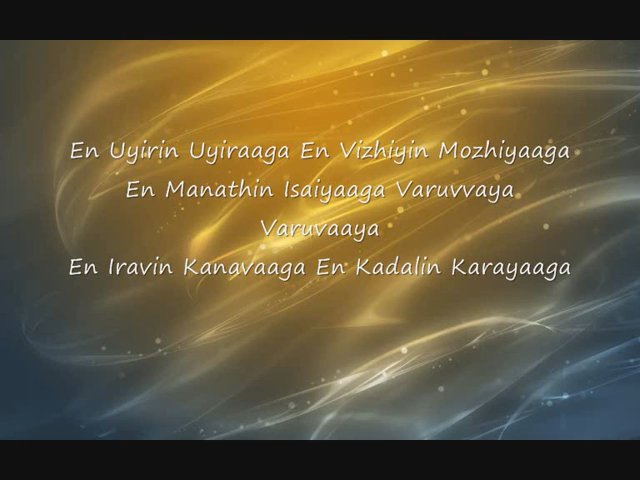 En Uyirin Uyiraaga En Vizhiyin Mozhiyaaga
En Manathin Isaiyaaga Varuvvaya
Varuvaaya
En Iravin Kanavaaga En Kadalin Karayaaga